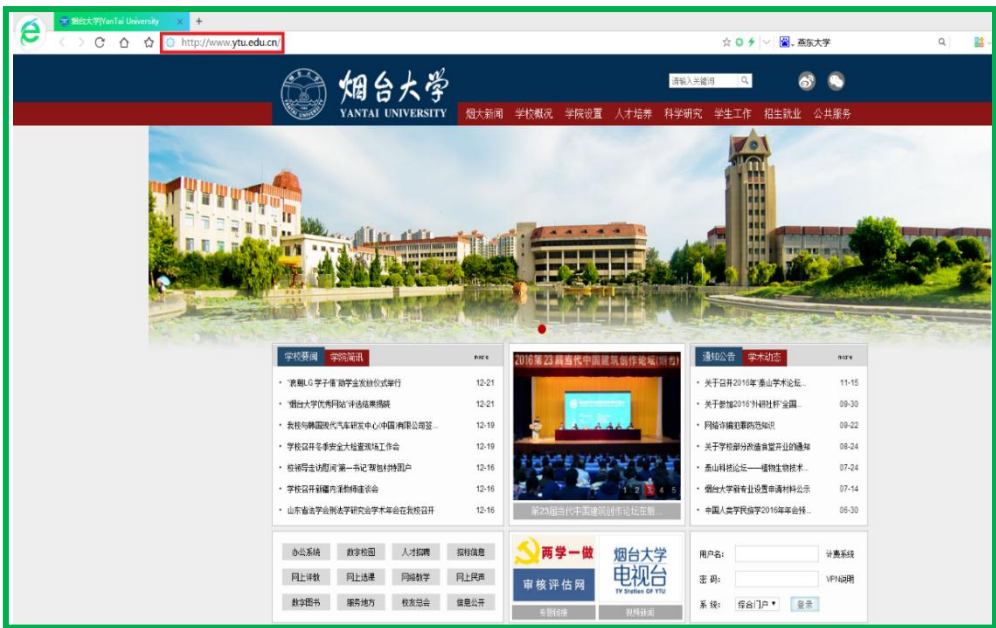 烟台大学|YanTai University
http://www.ytu.edu.cn/
燕东大学
烟台大学
YANTAI UNIVERSITY
请输入关键词
烟大新闻 学校概况 学院设置 人才培养 科学研究 学生工作 招生就业 公共服务
学校要闻 学院简讯 more
12-21
“烟台大学优秀网站”评选结果揭晓 12-21
我校与韩国现代汽车研发中心(中国)有限公司签... 12-19
学校召开冬季安全大检查现场工作会 12-19
校领导走访慰问“第一书记”帮包村特困户 12-16
学校召开新疆内派教师座谈会 12-16
山东省法学会刑法学研究会学术年会在我校召开 12-16
2016第23届当代中国建筑创作论坛(烟台)
1 2 3 4 5
第23届当代中国建筑创作论坛在烟...
通知公告 学术动态 more
关于召开2016年“泰山学术论坛... 11-15
关于参加2016“外研社杯”全国... 09-30
网络诈骗犯罪防范知识 09-22
关于学校部分改造食堂开业的通知 08-24
泰山科技论坛——植物生物技术... 07-24
烟台大学新专业设置申请材料公示 07-14
中国人类学民族学2016年年会预... 06-30
办公系统 数字校园 人才招聘 招标信息
网上评教 网上选课 网络教学 网上民声
数字图书 服务地方 校友总会 信息公开
两学一做
审核评估网
专题链接
烟台大学
电视台
TV Station OF YTU
视频新闻
用户名: 计费系统
密 码: VPN说明
系 统: 综合门户 登录